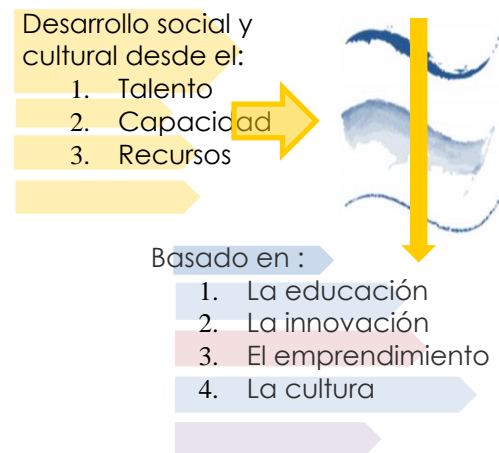 Desarrollo social y
cultural desde el:
1. Talento
2. Capacidad
3. Recursos
Basado en :
1. La educación
2. La innovación
3. El emprendimiento
4. La cultura